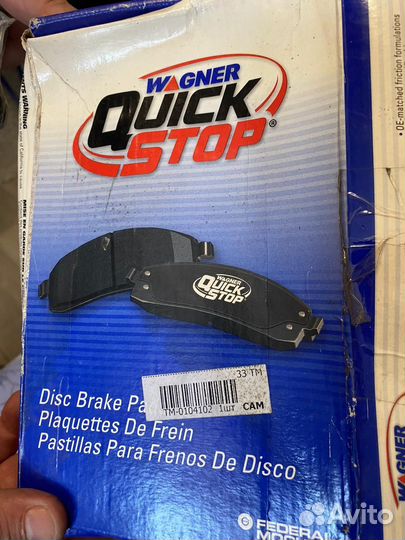 WAGNER
QUICK
STOP®
• OE-matched friction formulations
WAGNER
QUICK
STOP
33 TM
TM-0104102 1шт CAM
Disc Brake Pa
Plaquettes De Frein
Pastillas Para Frenos De Disco
FEDERAL
MOGUL
Avito